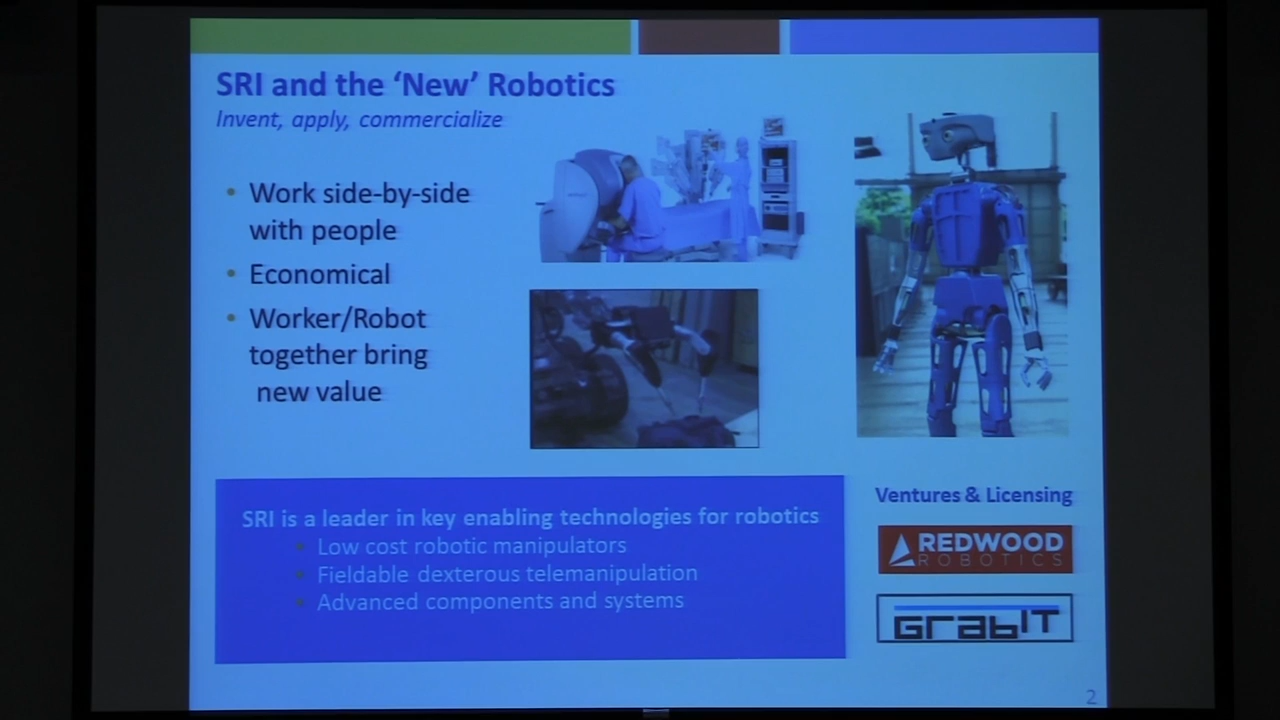 SRI and the ‘New’ Robotics
Invent, apply, commercialize
• Work side-by-side
with people
• Economical
• Worker/Robot
together bring
new value
SRI is a leader in key enabling technologies for robotics
• Low cost robotic manipulators
• Fieldable dexterous telemanipulation
• Advanced components and systems
Ventures & Licensing
REDWOOD
ROBOTICS
GrabIT
2